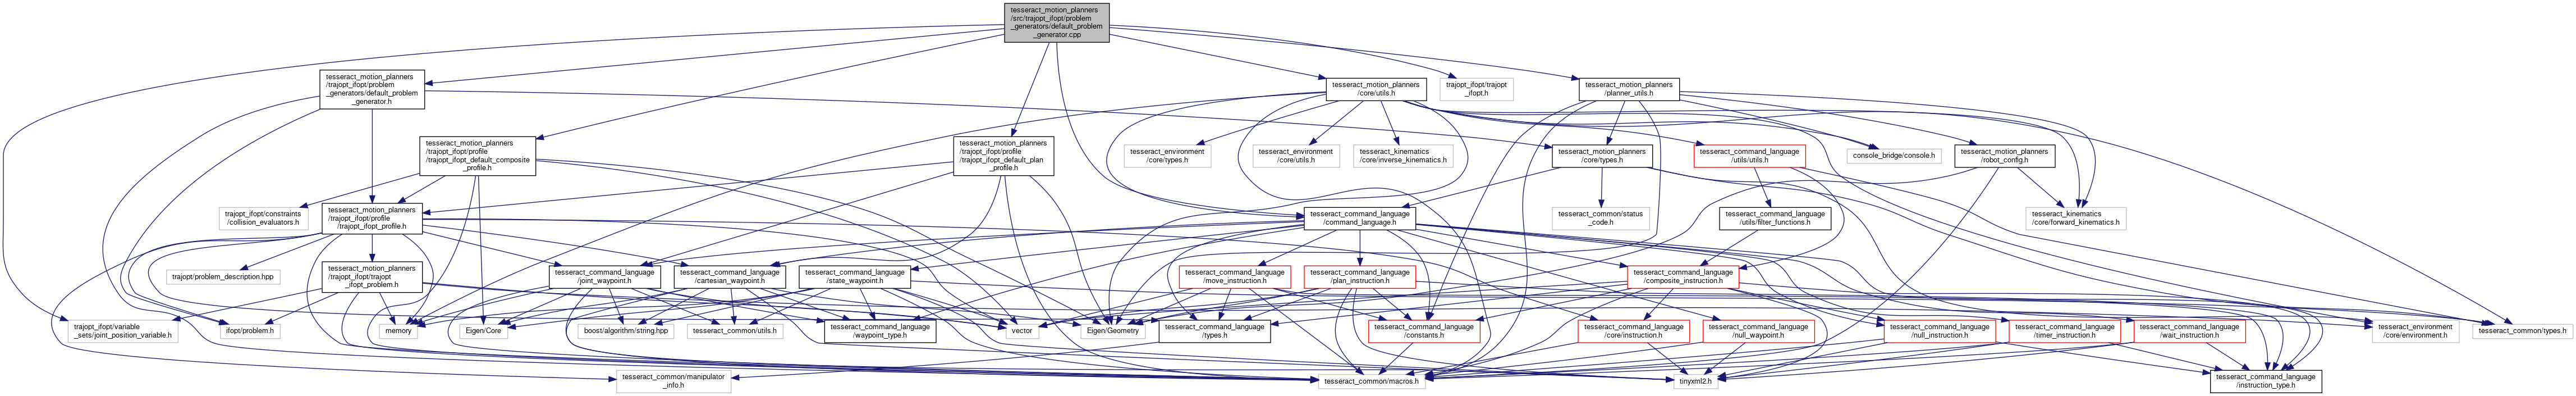 tesseract_motion_planners
/src/trajopt_ifopt/problem
_generators/default_problem
_generator.cpp
tesseract_motion_planners
/trajopt_ifopt/problem
_generators/default_problem
_generator.h
tesseract_motion_planners
/core/utils.h
trajopt_ifopt/trajopt
_ifopt.h
tesseract_motion_planners
/planner_utils.h
tesseract_motion_planners
/trajopt_ifopt/profile
/trajopt_ifopt_default_composite
_profile.h
tesseract_motion_planners
/trajopt_ifopt/profile
/trajopt_ifopt_default_plan
_profile.h
tesseract_environment
/core/types.h
tesseract_environment
/core/utils.h
tesseract_kinematics
/core/inverse_kinematics.h
tesseract_motion_planners
/core/types.h
tesseract_command_language
/utils/utils.h
console_bridge/console.h
tesseract_motion_planners
/robot_config.h
trajopt_ifopt/constraints
/collision_evaluators.h
tesseract_motion_planners
/trajopt_ifopt/profile
/trajopt_ifopt_profile.h
tesseract_command_language
/command_language.h
tesseract_common/status
_code.h
tesseract_command_language
/utils/filter_functions.h
tesseract_kinematics
/core/forward_kinematics.h
trajopt/problem_description.hpp
tesseract_motion_planners
/trajopt_ifopt/trajopt
_ifopt_problem.h
tesseract_command_language
/joint_waypoint.h
tesseract_command_language
/cartesian_waypoint.h
tesseract_command_language
/state_waypoint.h
tesseract_command_language
/move_instruction.h
tesseract_command_language
/plan_instruction.h
tesseract_command_language
/composite_instruction.h
trajopt_ifopt/variable
_sets/joint_position_variable.h
ifopt/problem.h
memory
Eigen/Core
boost/algorithm/string.hpp
tesseract_common/utils.h
tesseract_command_language
/waypoint_type.h
vector
Eigen/Geometry
tesseract_command_language
/types.h
tesseract_command_language
/constants.h
tesseract_command_language
/core/instruction.h
tesseract_command_language
/null_waypoint.h
tesseract_command_language
/null_instruction.h
tesseract_command_language
/timer_instruction.h
tesseract_command_language
/wait_instruction.h
tesseract_environment
/core/environment.h
tesseract_common/types.h
tesseract_common/manipulator
_info.h
tesseract_common/macros.h
tinyxml2.h
tesseract_command_language
/instruction_type.h